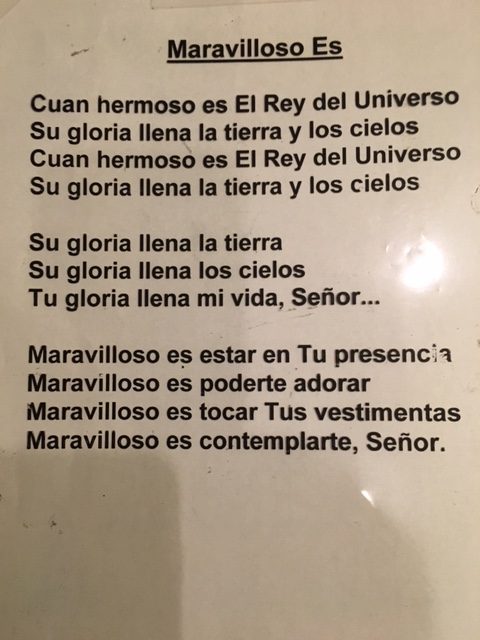 Maravilloso Es
Cuan hermoso es El Rey del Universo
Su gloria llena la tierra y los cielos
Cuan hermoso es El Rey del Universo
Su gloria llena la tierra y los cielos
Su gloria llena la tierra
Su gloria llena los cielos
Tu gloria llena mi vida, Señor...
Maravilloso es estar en Tu presencia
Maravilloso es poderte adorar
Maravilloso es tocar Tus vestimentas
Maravilloso es contemplarte, Señor.